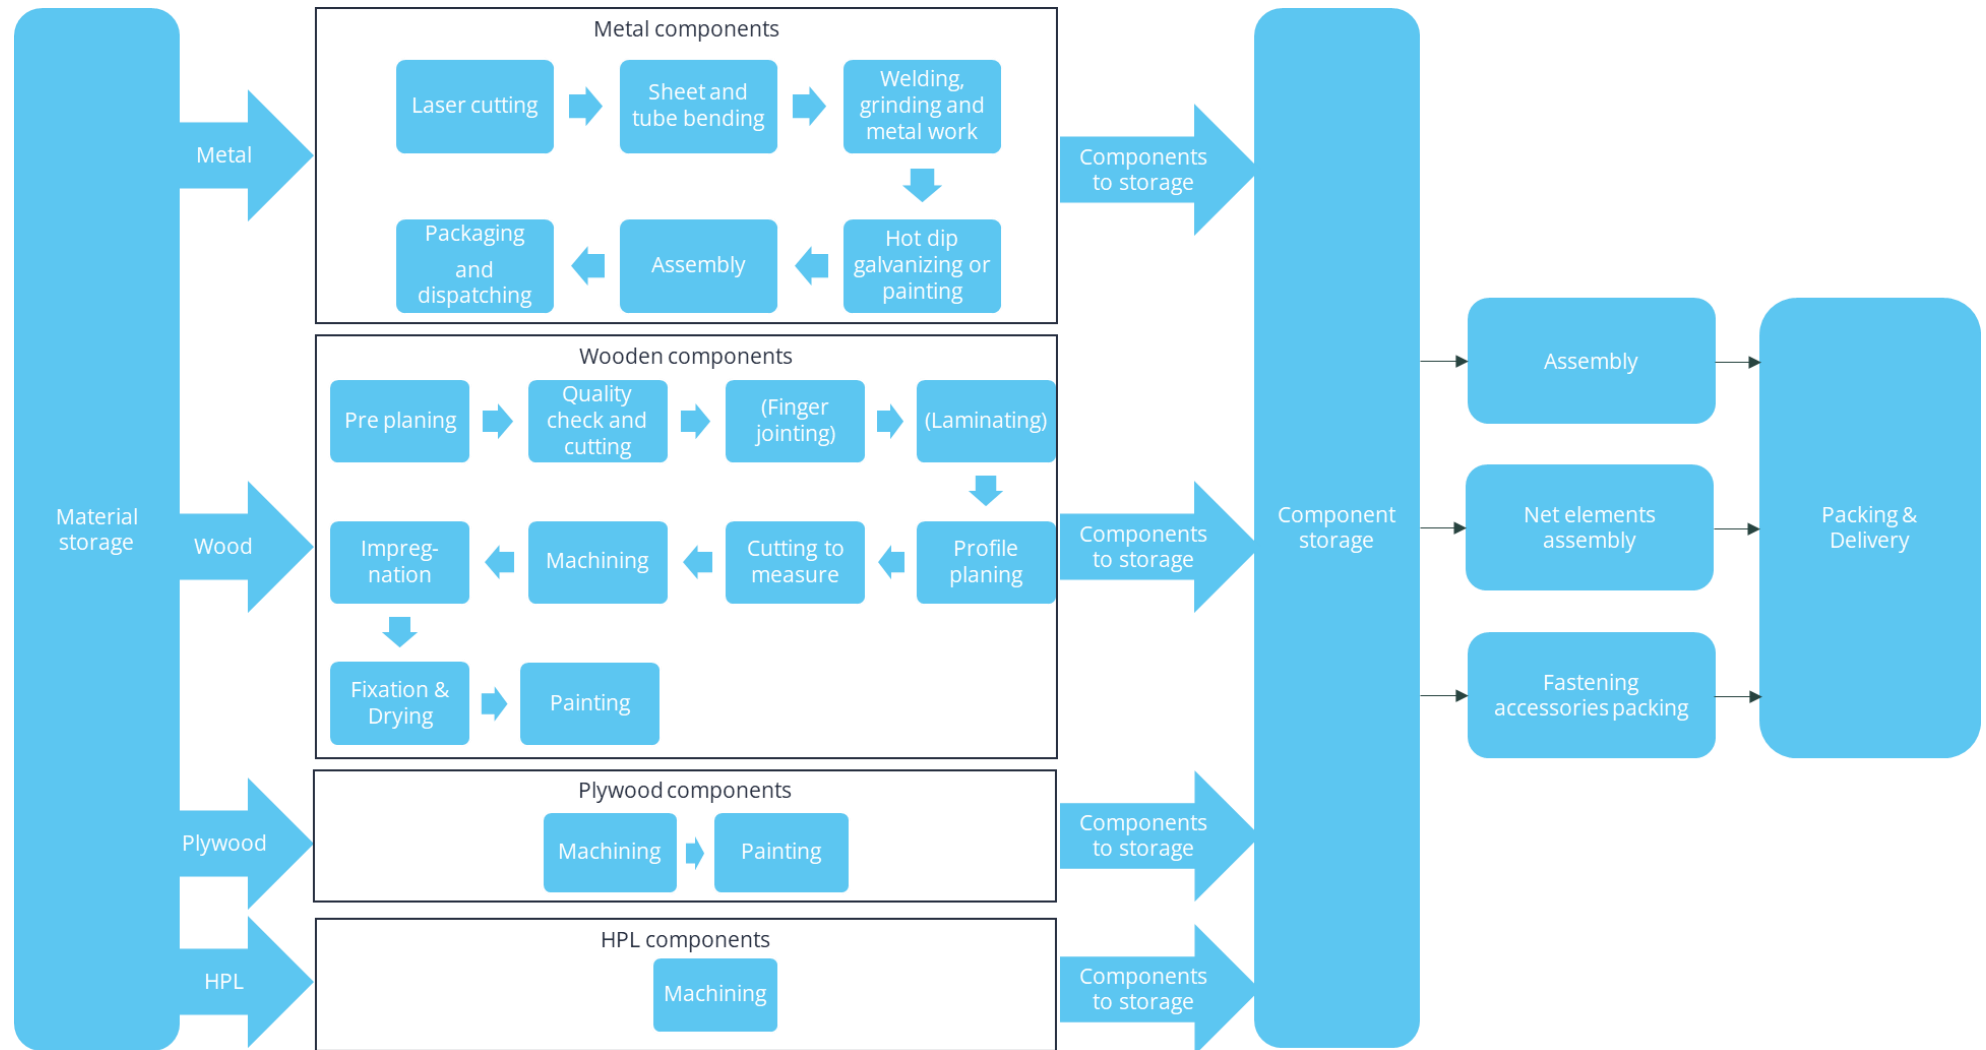 Material
storage
Metal
Wood
Plywood
HPL
Metal components
Laser cutting
Sheet and
tube bending
Welding,
grinding and
metal work
Packaging
and
dispatching
Assembly
Hot dip
galvanizing or
painting
Wooden components
Pre planing
Quality
check and
cutting
(Finger
jointing)
(Laminating)
Impreg-
nation
Machining
Cutting to
measure
Profile
planing
Fixation &
Drying
Painting
Plywood components
Machining
Painting
HPL components
Machining
Components
to storage
Components
to storage
Components
to storage
Components
to storage
Component
storage
Assembly
Net elements
assembly
Fastening
accessories packing
Packing &
Delivery